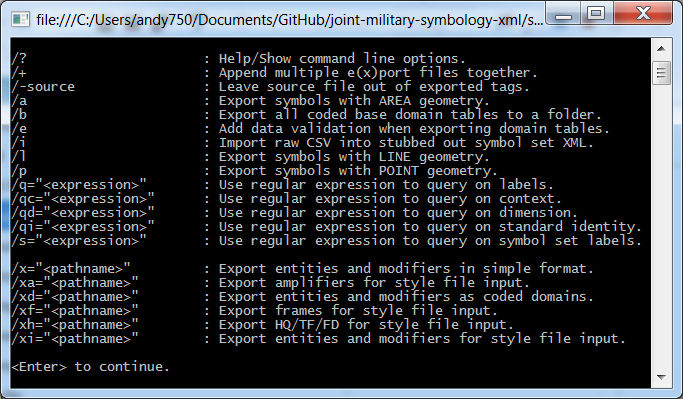 file:///C:/Users/andy750/Documents/GitHub/joint-military-symbology-xml/s...
/? : Help/Show command line options.
/+ : Append multiple e(x)port files together.
/-source : Leave source file out of exported tags.
/a : Export symbols with AREA geometry.
/b : Export all coded base domain tables to a folder.
/e : Add data validation when exporting domain tables.
/i : Import raw CSV into stubbed out symbol set XML.
/l : Export symbols with LINE geometry.
/p : Export symbols with POINT geometry.
/q="<expression>" : Use regular expression to query on labels.
/qc="<expression>" : Use regular expression to query on context.
/qd="<expression>" : Use regular expression to query on dimension.
/qi="<expression>" : Use regular expression to query on standard identity.
/s="<expression>" : Use regular expression to query on symbol set labels.
/x="<pathname>" : Export entities and modifiers in simple format.
/xa="<pathname>" : Export amplifiers for style file input.
/xd="<pathname>" : Export entities and modifiers as coded domains.
/xf="<pathname>" : Export frames for style file input.
/xh="<pathname>" : Export HQ/TF/FD for style file input.
/xi="<pathname>" : Export entities and modifiers for style file input.
<Enter> to continue.